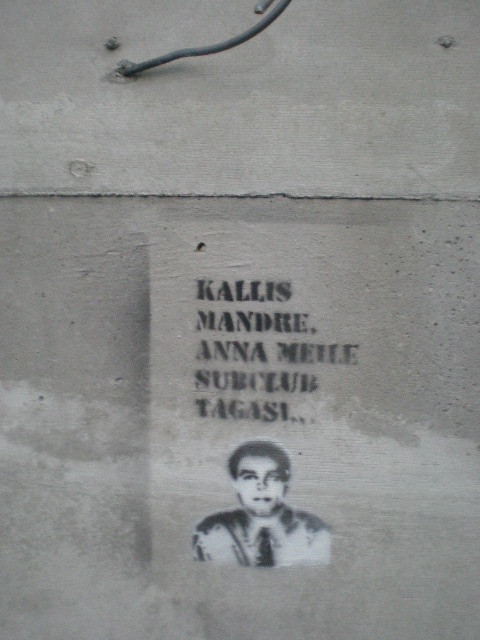 KALLIS
MANDRE,
ANNA MEILE
SUBCLUB
TAGASI...